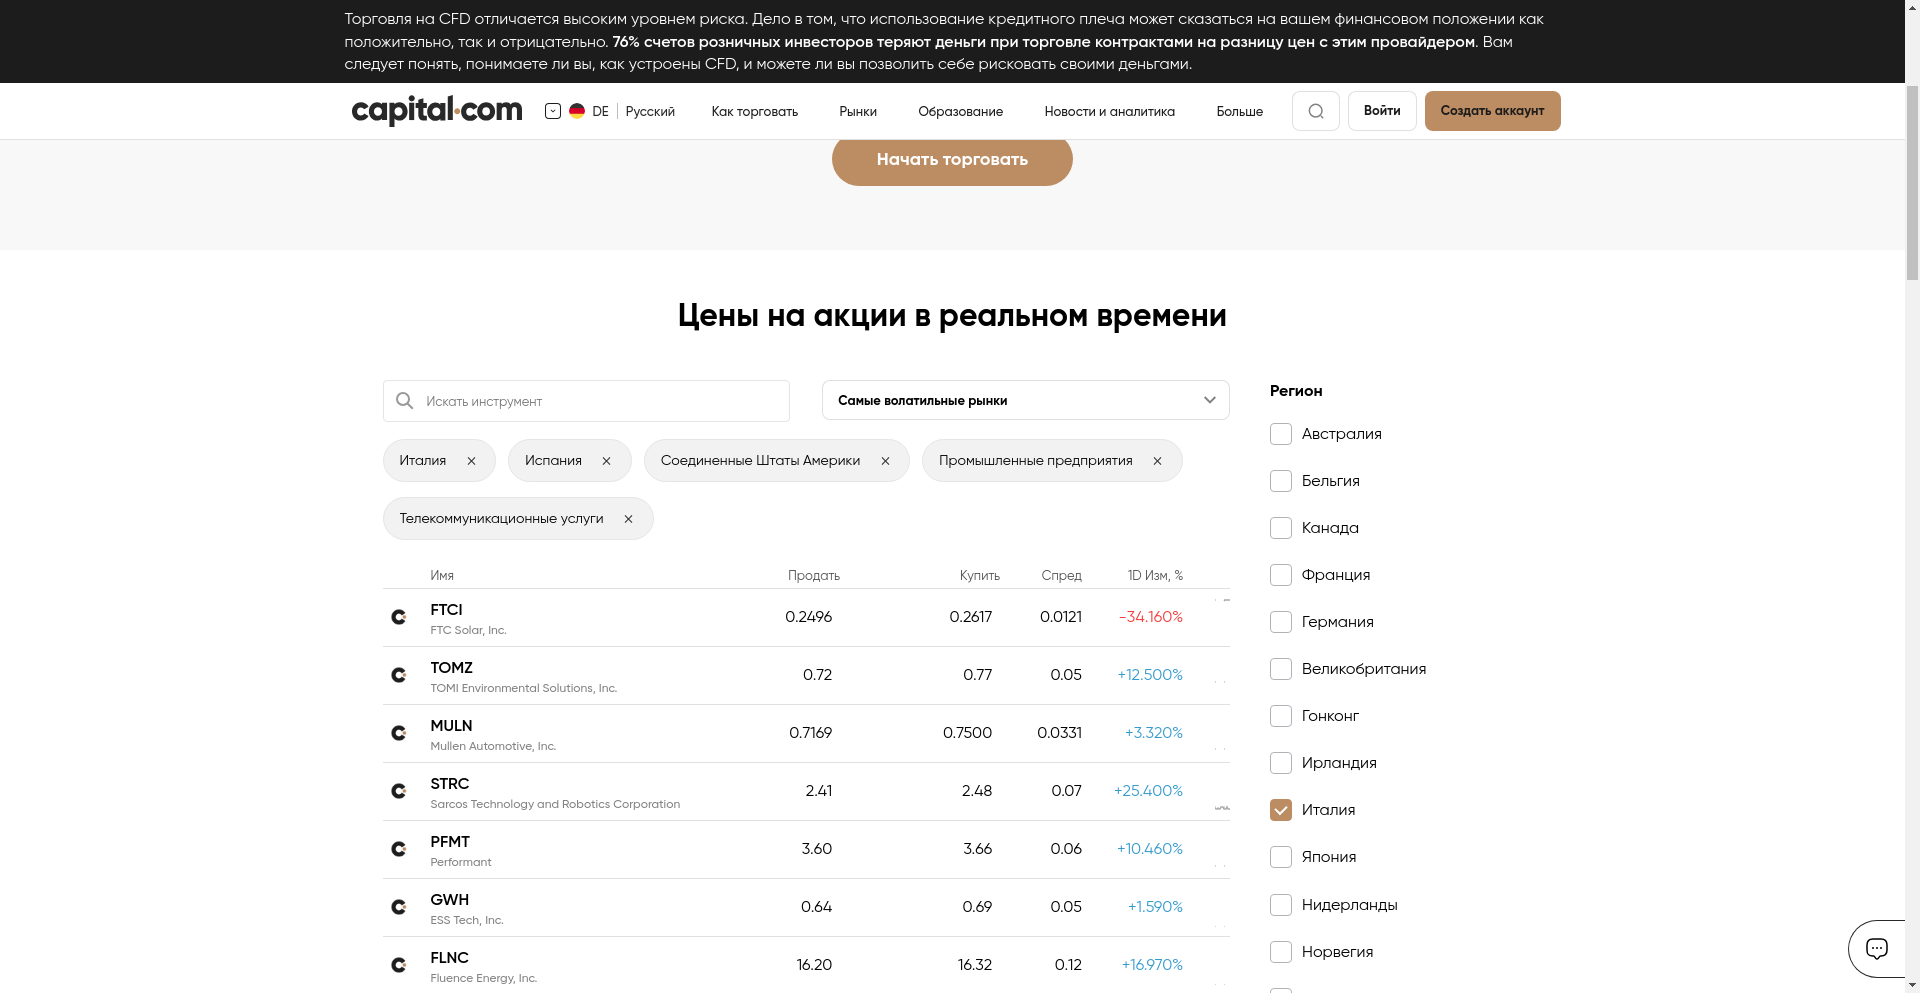 Торговля на CFD отличается высоким уровнем риска. Дело в том, что использование кредитного плеча может сказаться на вашем финансовом положении как
положительно, так и отрицательно. 76% счетов розничных инвесторов теряют деньги при торговле контрактами на разницу цен с этим провайдером. Вам
следует понять, понимаете ли вы, как устроены CFD, и можете ли вы позволить себе рисковать своими деньгами.
capital.com DE Русский Как торговать Рынки Образование Новости и аналитика Больше Войти Создать аккаунт
Начать торговать
Цены на акции в реальном времени
Искать инструмент
Самые волатильные рынки
Италия × Испания × Соединенные Штаты Америки × Промышленные предприятия ×
Телекоммуникационные услуги ×
Имя Продать Купить Спред 1D Изм, %
FTCI 0.2496 0.2617 0.0121 -34.160%
FTC Solar, Inc.
TOMZ 0.72 0.77 0.05 +12.500%
TOMI Environmental Solutions, Inc.
MULN 0.7169 0.7500 0.0331 +3.320%
Mullen Automotive, Inc.
STRC 2.41 2.48 0.07 +25.400%
Sarcos Technology and Robotics Corporation
PFMT 3.60 3.66 0.06 +10.460%
Performant
GWH 0.64 0.69 0.05 +1.590%
ESS Tech, Inc.
FLNC 16.20 16.32 0.12 +16.970%
Fluence Energy, Inc.
Регион
Австралия
Бельгия
Канада
Франция
Германия
Великобритания
Гонконг
Ирландия
Италия
Япония
Нидерланды
Норвегия